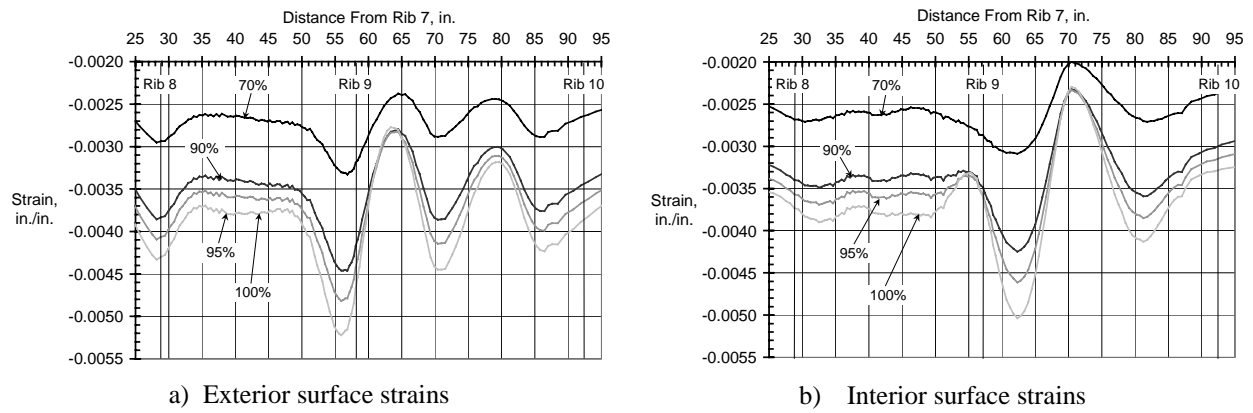 Distance From Rib 7, in.
25 30 35 40 45 50 55 60 65 70 75 80 85 90 95
-0.0020
-0.0025
-0.0030
-0.0035
-0.0040
-0.0045
-0.0050
-0.0055
Strain,
in./in.
Rib 8
70%
Rib 9
Rib 10
90%
95%
100%
a) Exterior surface strains
Distance From Rib 7, in.
25 30 35 40 45 50 55 60 65 70 75 80 85 90 95
-0.0020
-0.0025
-0.0030
-0.0035
-0.0040
-0.0045
-0.0050
-0.0055
Strain,
in./in.
Rib 8
70%
Rib 9
Rib 10
90%
95%
100%
b) Interior surface strains